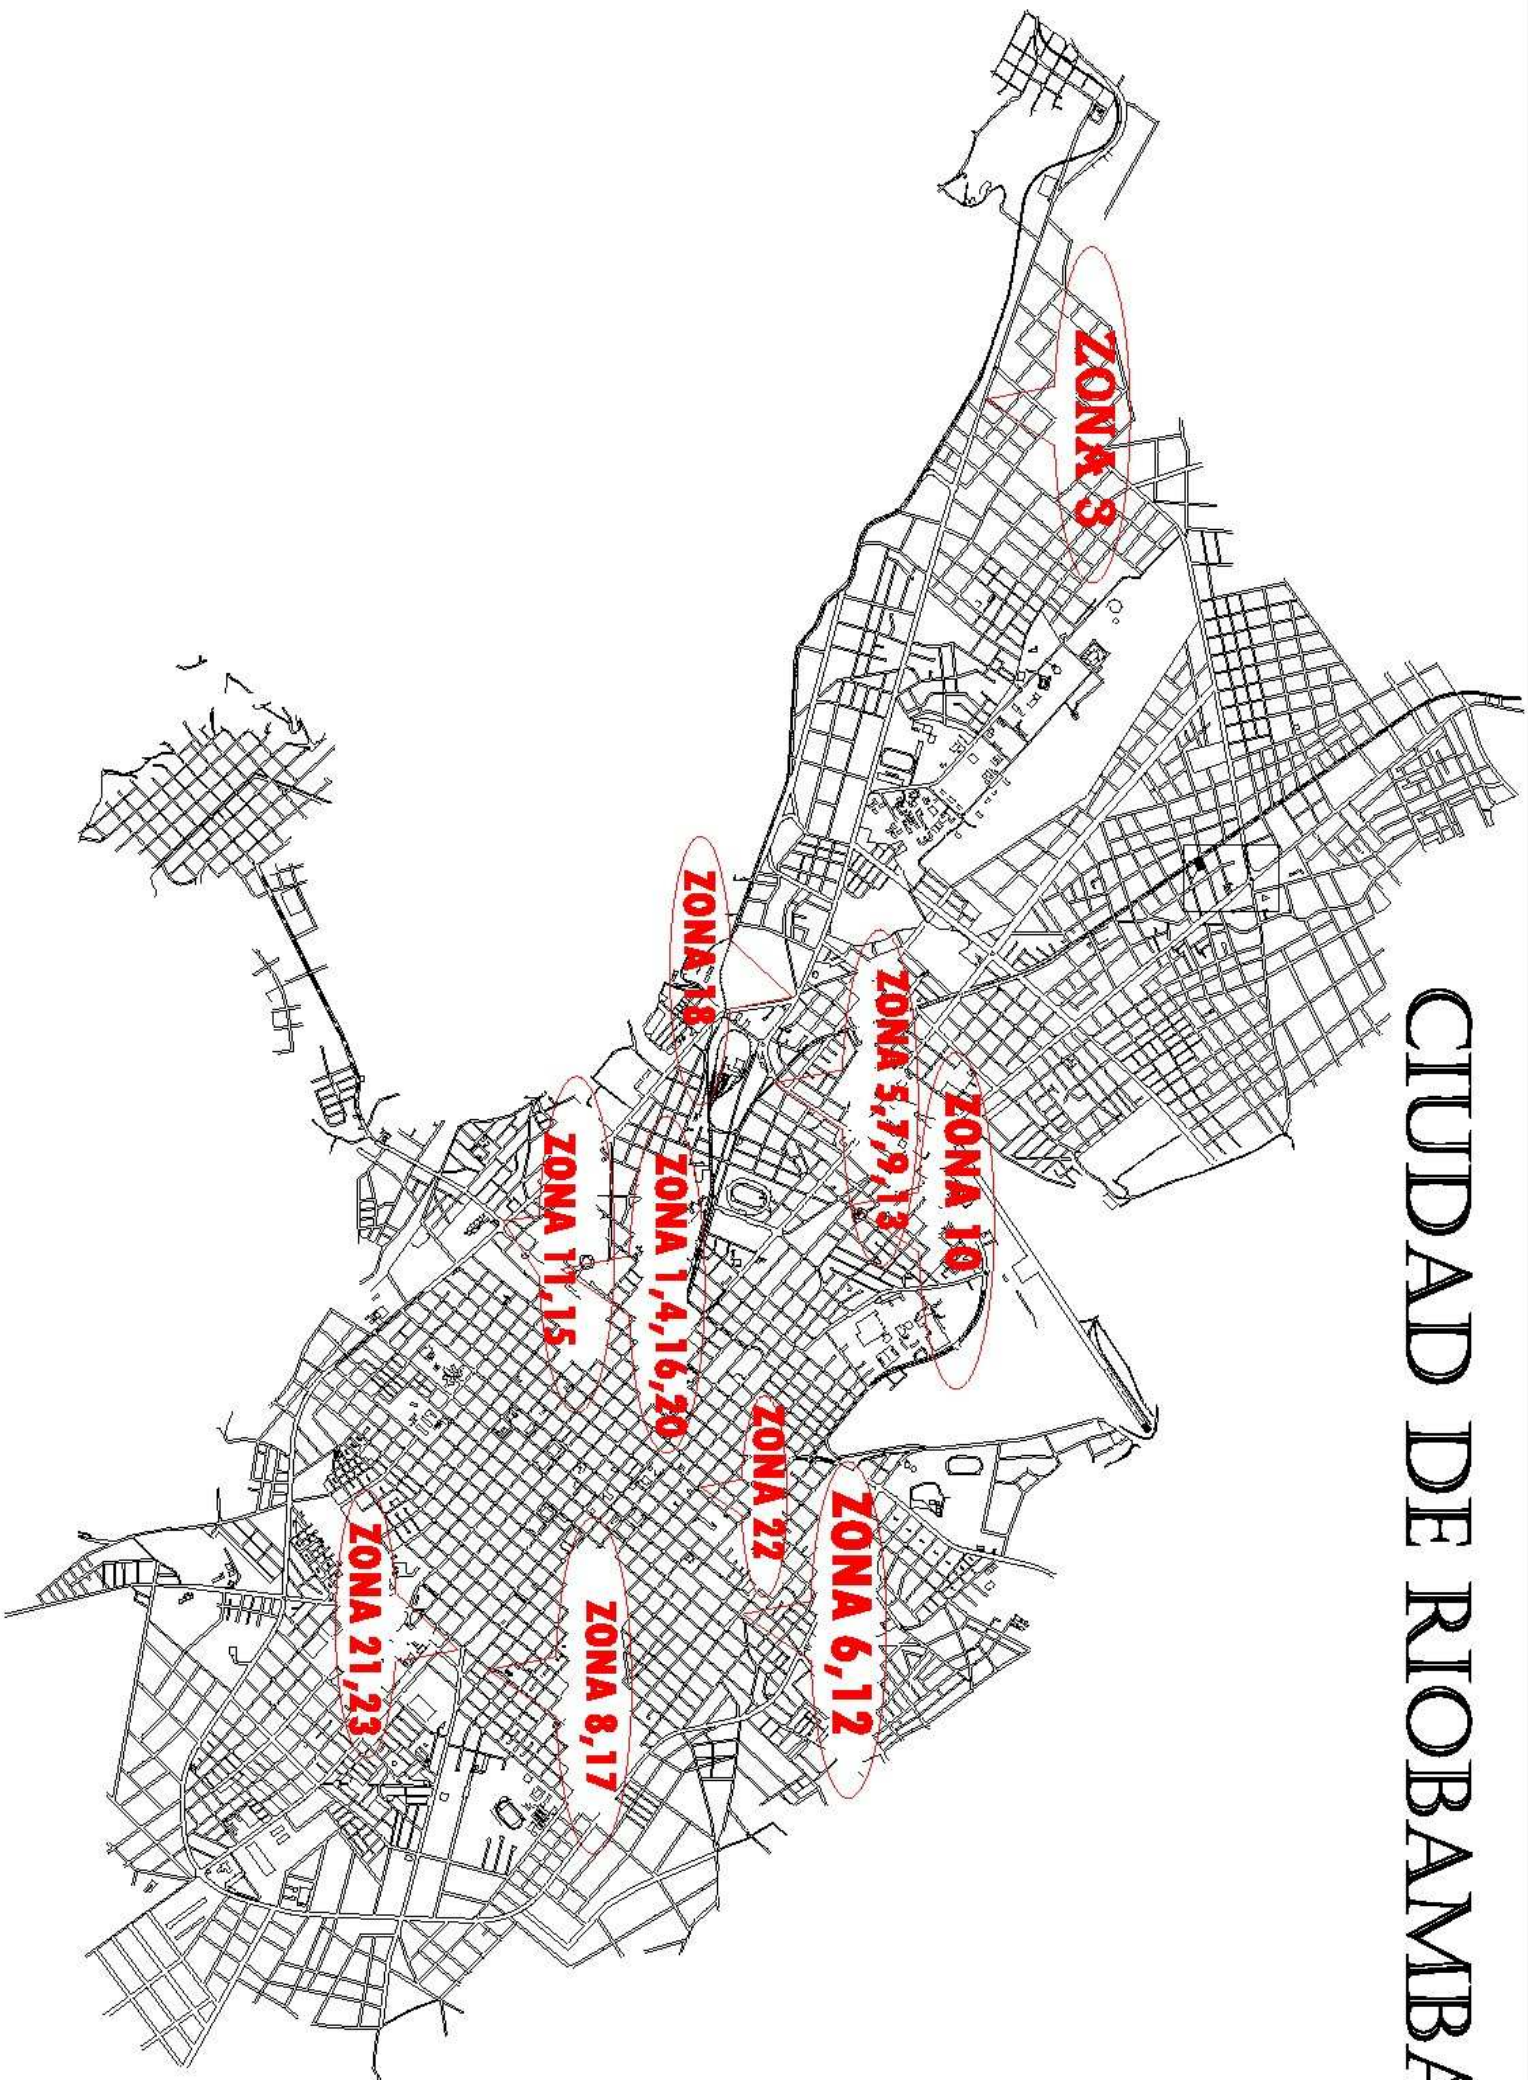 CIUDAD DE RIOBAMBA
ZONA 3
ZONA 10
ZONA 5,7,9,13
ZONA 18
ZONA 6,12
ZONA 22
ZONA 1,4,16,20
ZONA 11,15
ZONA 8,17
ZONA 21,23